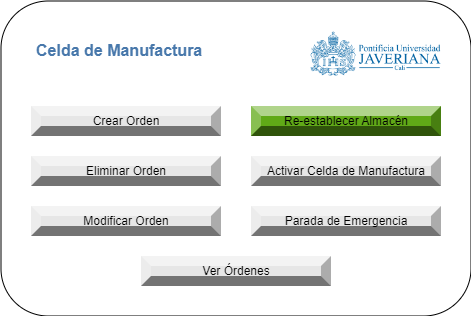 Celda de Manufactura
Pontificia Universidad
JAVERIANA
Cali
Crear Orden
Re-establecer Almacén
Eliminar Orden
Activar Celda de Manufactura
Modificar Orden
Parada de Emergencia
Ver Órdenes